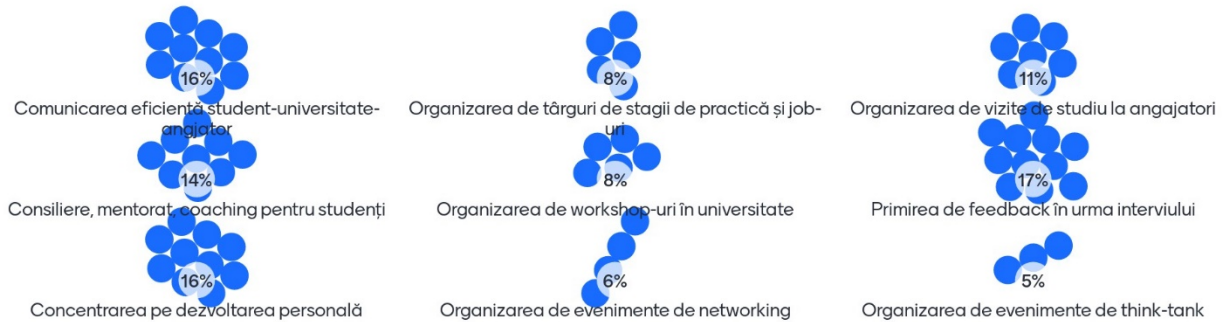 16%
Comunicarea eficientă student-universitate-
angjator
8%
Organizarea de târguri de stagii de practică și job-
uri
11%
Organizarea de vizite de studiu la angajatori
14%
Consiliere, mentorat, coaching pentru studenți
8%
Organizarea de workshop-uri în universitate
17%
Primirea de feedback în urma interviului
16%
Concentrarea pe dezvoltarea personală
6%
Organizarea de evenimente de networking
5%
Organizarea de evenimente de think-tank